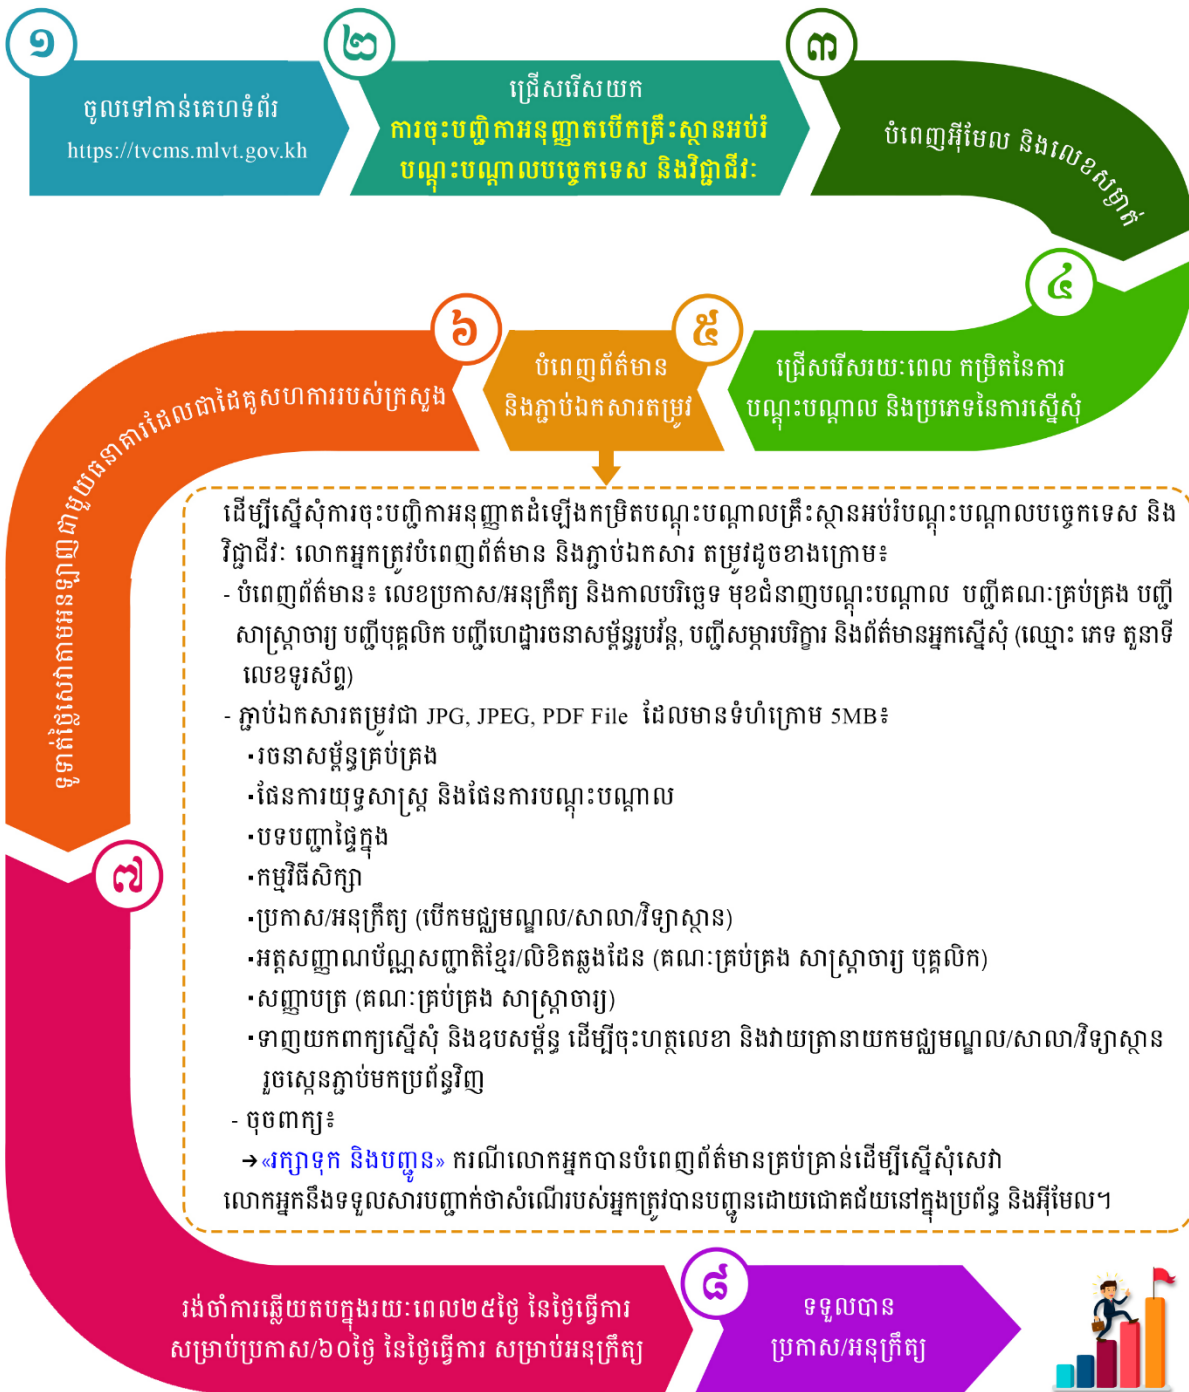 ១
ចូលទៅកាន់គេហទំព័រ
https://tvcms.mlvt.gov.kh
២
ជ្រើសរើសយក
ការចុះបញ្ជិកាអនុញ្ញាតបើកគ្រឹះស្ថានអប់រំ
បណ្តុះបណ្តាលបច្ចេកទេស និងវិជ្ជាជីវៈ
៣
បំពេញអ៊ីមែល និងលេខសម្ងាត់
៤
ជ្រើសរើសរយៈពេល កម្រិតនៃការ
បណ្តុះបណ្តាល និងប្រភេទនៃការស្នើសុំ
៥
បំពេញព័ត៌មាន
និងភ្ជាប់ឯកសារតម្រូវ
៦
ទូទាត់ថ្លៃសេវាតាមអនឡាញជាមួយធនាគារដែលជាដៃគូសហការរបស់ក្រសួង
ដើម្បីស្នើសុំការចុះបញ្ជិកាអនុញ្ញាតដំឡើងកម្រិតបណ្តុះបណ្តាលគ្រឹះស្ថានអប់រំបណ្តុះបណ្តាលបច្ចេកទេស និង
វិជ្ជាជីវៈ លោកអ្នកត្រូវបំពេញព័ត៌មាន និងភ្ជាប់ឯកសារ តម្រូវដូចខាងក្រោម៖
- បំពេញព័ត៌មាន៖ លេខប្រកាស/អនុក្រឹត្យ និងកាលបរិច្ឆេទ មុខជំនាញបណ្តុះបណ្តាល បញ្ជីគណៈគ្រប់គ្រង បញ្ជី
សាស្ត្រាចារ្យ បញ្ជីបុគ្គលិក បញ្ជីហេដ្ឋារចនាសម្ព័ន្ធរូបវ័ន្ត, បញ្ជីសម្ភារបរិក្ខារ និងព័ត៌មានអ្នកស្នើសុំ (ឈ្មោះ ភេទ តួនាទី
លេខទូរស័ព្ទ)
- ភ្ជាប់ឯកសារតម្រូវជា JPG, JPEG, PDF File ដែលមានទំហំក្រោម 5MB៖
▪រចនាសម្ព័ន្ធគ្រប់គ្រង
▪ផែនការយុទ្ធសាស្ត្រ និងផែនការបណ្តុះបណ្តាល
▪បទបញ្ជាផ្ទៃក្នុង
▪កម្មវិធីសិក្សា
▪ប្រកាស/អនុក្រឹត្យ (បើកមជ្ឈមណ្ឌល/សាលា/វិទ្យាស្ថាន)
▪អត្តសញ្ញាណប័ណ្ណសញ្ជាតិខ្មែរ/លិខិតឆ្លងដែន (គណៈគ្រប់គ្រង សាស្ត្រាចារ្យ បុគ្គលិក)
▪សញ្ញាបត្រ (គណៈគ្រប់គ្រង សាស្ត្រាចារ្យ)
▪ទាញយកពាក្យស្នើសុំ និងឧបសម្ព័ន្ធ ដើម្បីចុះហត្ថលេខា និងវាយត្រានាយកមជ្ឈមណ្ឌល/សាលា/វិទ្យាស្ថាន
រួចស្កេនភ្ជាប់មកប្រព័ន្ធវិញ
- ចុចពាក្យ៖
➔«រក្សាទុក និងបញ្ជូន» ករណីលោកអ្នកបានបំពេញព័ត៌មានគ្រប់គ្រាន់ដើម្បីស្នើសុំសេវា
លោកអ្នកនឹងទទួលសារបញ្ជាក់ថាសំណើរបស់អ្នកត្រូវបានបញ្ជូនដោយជោគជ័យនៅក្នុងប្រព័ន្ធ និងអ៊ីមែល។
៧
រង់ចាំការឆ្លើយតបក្នុងរយៈពេល២៥ថ្ងៃ នៃថ្ងៃធ្វើការ
សម្រាប់ប្រកាស/៦០ថ្ងៃ នៃថ្ងៃធ្វើការ សម្រាប់អនុក្រឹត្យ
៨
ទទួលបាន
ប្រកាស/អនុក្រឹត្យ